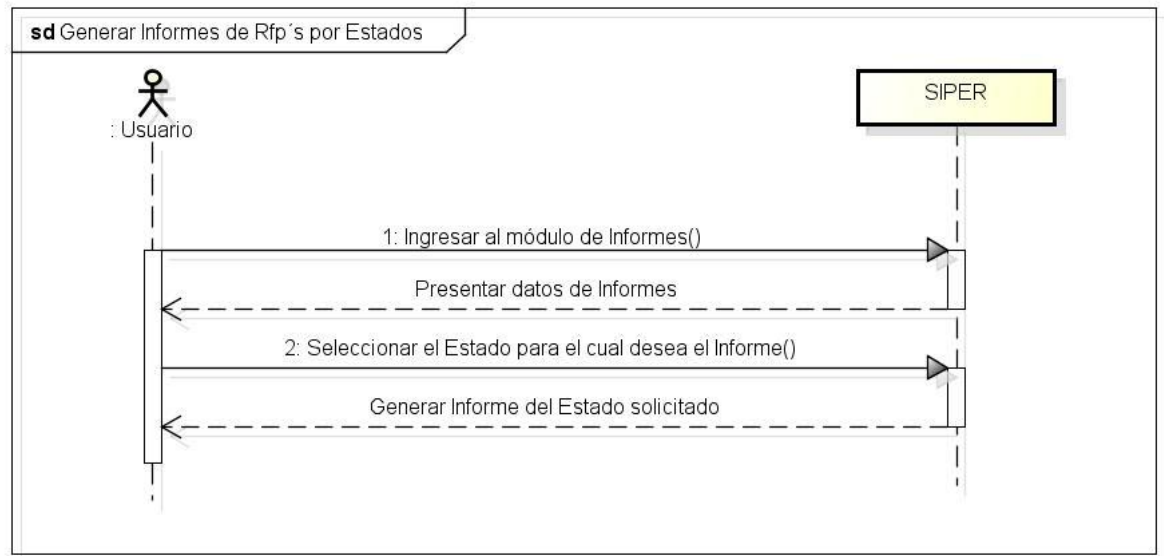 sd Generar Informes de Rfp´s por Estados
: Usuario
SIPER
1: Ingresar al módulo de Informes()
Presentar datos de Informes
2: Seleccionar el Estado para el cual desea el Informe()
Generar Informe del Estado solicitado